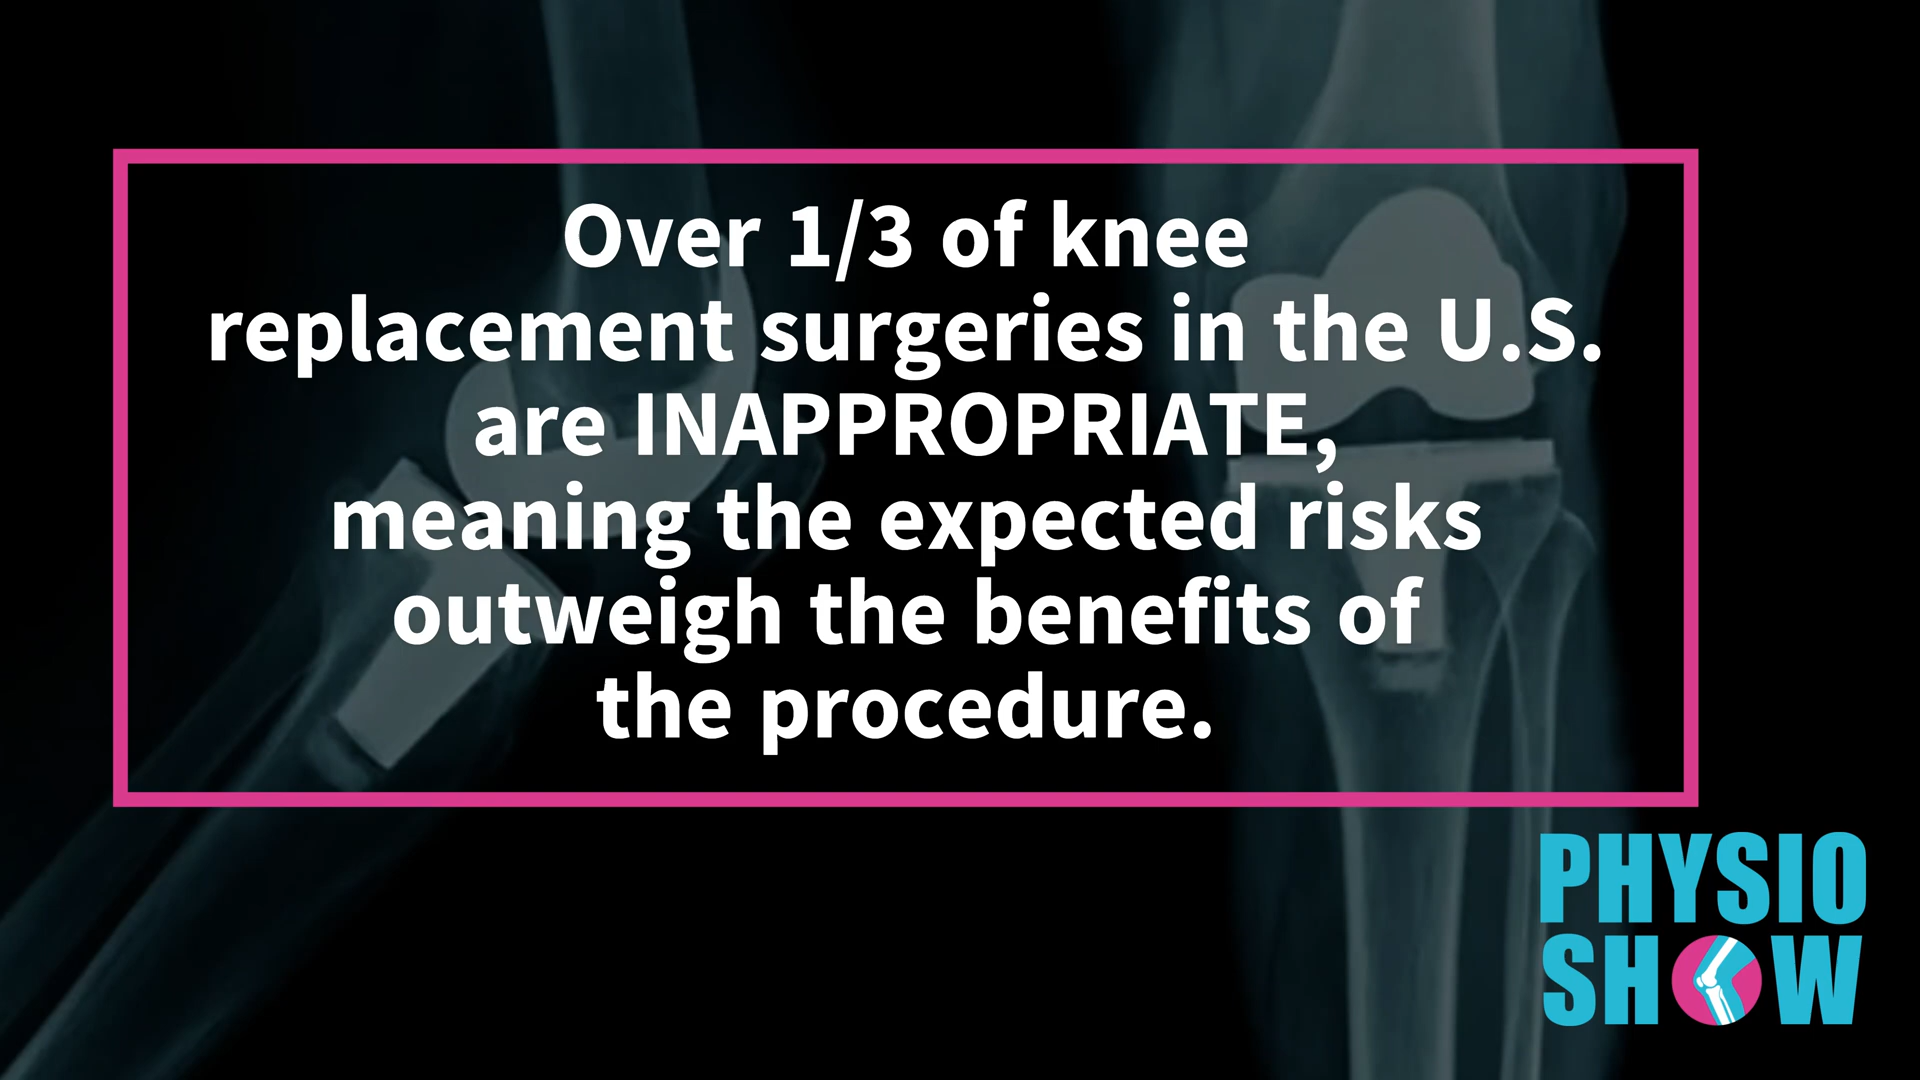 Over 1/3 of knee
replacement surgeries in the U.S.
are INAPPROPRIATE,
meaning the expected risks
outweigh the benefits of
the procedure.
PHYSIO
SHOW